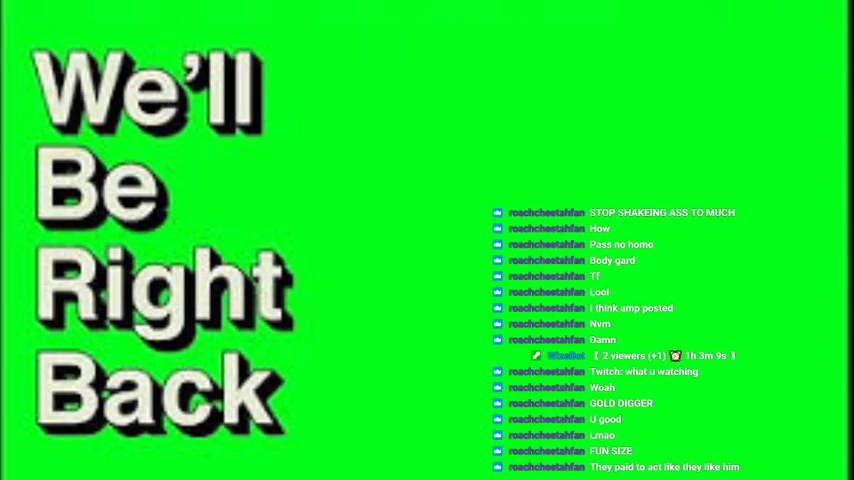 We'll
Be
Right
Back
roachcheetahfan STOP SHAKEING ASS TO MUCH
roachcheetahfan How
roachcheetahfan Pass no homo
roachcheetahfan Body gard
roachcheetahfan Tf
roachcheetahfan Lool
roachcheetahfan I think amp posted
roachcheetahfan Nvm
roachcheetahfan Damn
WizeBot 【 2 viewers (+1) ⏰ 1h 3m 9s 】
roachcheetahfan Twitch: what u watching
roachcheetahfan Woah
roachcheetahfan GOLD DIGGER
roachcheetahfan U good
roachcheetahfan Lmao
roachcheetahfan FUN SIZE
roachcheetahfan They paid to act like they like him